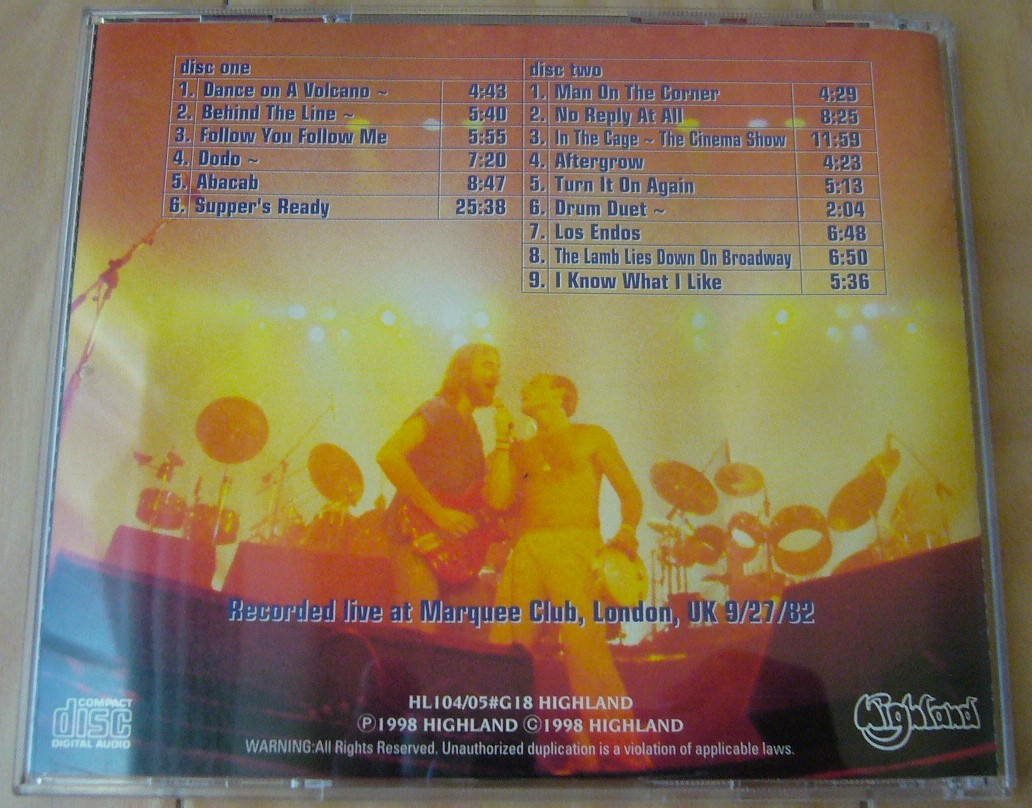 disc one
1. Dance on A Volcano ~ 4:43
2. Behind The Line ~ 5:40
3. Follow You Follow Me 5:55
4. Dodo ~ 7:20
5. Abacab 8:47
6. Supper's Ready 25:38
disc two
1. Man On The Corner 4:29
2. No Reply At All 8:25
3. In The Cage ~ The Cinema Show 11:59
4. Aftergrow 4:23
5. Turn It On Again 5:13
6. Drum Duet ~ 2:04
7. Los Endos 6:48
8. The Lamb Lies Down On Broadway 6:50
9. I Know What I Like 5:36
Recorded live at Marquee Club, London, UK 9/27/82
HL104/05#G18 HIGHLAND
Ⓟ1998 HIGHLAND ©1998 HIGHLAND
WARNING:All Rights Reserved. Unauthorized duplication is a violation of applicable laws.
COMPACT
disc
DIGITAL AUDIO
Highland